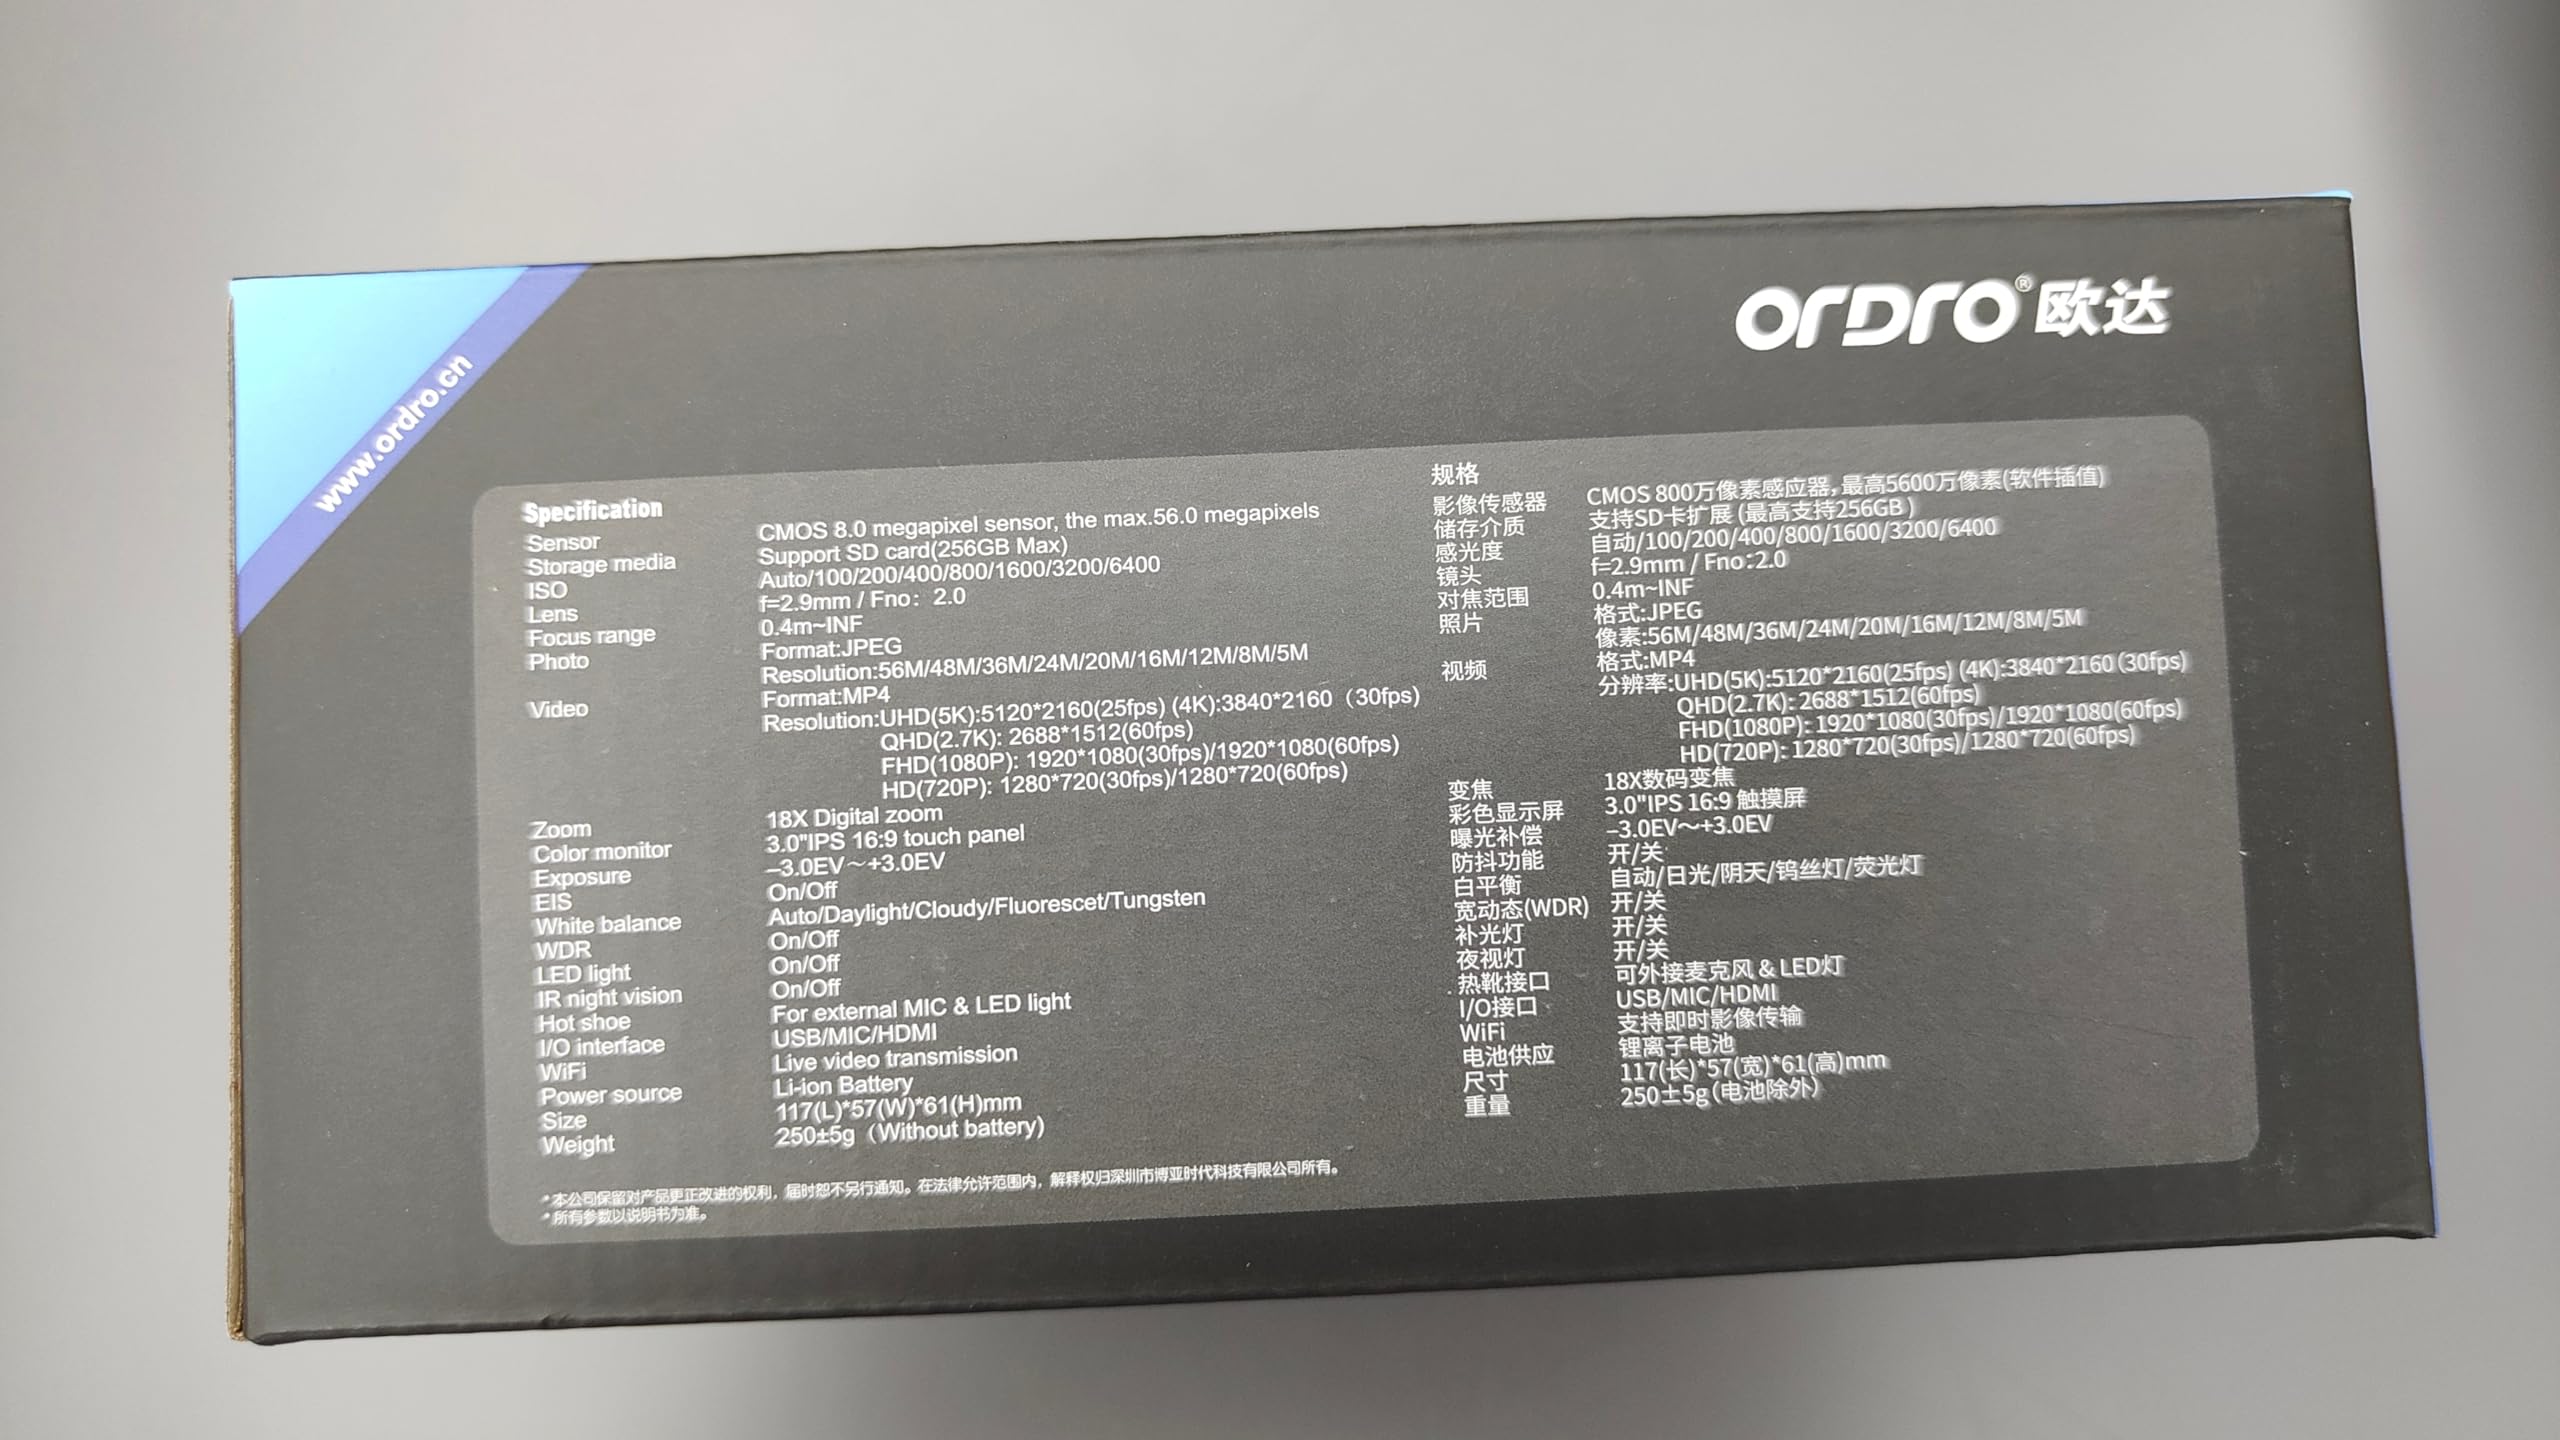 www.ordro.cn
ordro® 欧达
Specification
Sensor CMOS 8.0 megapixel sensor, the max.56.0 megapixels
Storage media Support SD card(256GB Max)
ISO Auto/100/200/400/800/1600/3200/6400
Lens f=2.9mm / Fno: 2.0
Focus range 0.4m~INF
Photo Format:JPEG
Resolution:56M/48M/36M/24M/20M/16M/12M/8M/5M
Video Format:MP4
Resolution:UHD(5K):5120*2160(25fps) (4K):3840*2160（30fps)
QHD(2.7K): 2688*1512(60fps)
FHD(1080P): 1920*1080(30fps)/1920*1080(60fps)
HD(720P): 1280*720(30fps)/1280*720(60fps)
Zoom 18X Digital zoom
Color monitor 3.0"IPS 16:9 touch panel
Exposure –3.0EV～+3.0EV
EIS On/Off
White balance Auto/Daylight/Cloudy/Fluorescet/Tungsten
WDR On/Off
LED light On/Off
IR night vision On/Off
Hot shoe For external MIC & LED light
I/O interface USB/MIC/HDMI
WiFi Live video transmission
Power source Li-ion Battery
Size 117(L)*57(W)*61(H)mm
Weight 250±5g（Without battery)
规格
影像传感器 CMOS 800万像素感应器，最高5600万像素(软件插值)
储存介质 支持SD卡扩展 (最高支持256GB )
感光度 自动/100/200/400/800/1600/3200/6400
镜头 f=2.9mm / Fno:2.0
对焦范围 0.4m~INF
照片 格式:JPEG
像素:56M/48M/36M/24M/20M/16M/12M/8M/5M
视频 格式:MP4
分辨率:UHD(5K):5120*2160(25fps) (4K):3840*2160 (30fps)
QHD(2.7K): 2688*1512(60fps)
FHD(1080P): 1920*1080(30fps)/1920*1080(60fps)
HD(720P): 1280*720(30fps)/1280*720(60fps)
变焦 18X数码变焦
彩色显示屏 3.0"IPS 16:9 触摸屏
曝光补偿 –3.0EV～+3.0EV
防抖功能 开/关
白平衡 自动/日光/阴天/钨丝灯/荧光灯
宽动态(WDR) 开/关
补光灯 开/关
夜视灯 开/关
热靴接口 可外接麦克风 & LED灯
I/O接口 USB/MIC/HDMI
WiFi 支持即时影像传输
电池供应 锂离子电池
尺寸 117(长)*57(宽)*61(高)mm
重量 250±5g（电池除外）
*本公司保留对产品更正改进的权利，届时恕不另行通知。在法律允许范围内，解释权归深圳市博亚时代科技有限公司所有。
*所有参数以说明书为准。